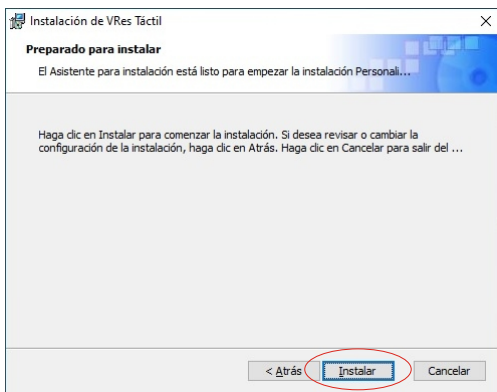 Instalación de VRes Táctil
Preparado para instalar
El Asistente para instalación está listo para empezar la instalación Personali...
Haga clic en Instalar para comenzar la instalación. Si desea revisar o cambiar la
configuración de la instalación, haga clic en Atrás. Haga clic en Cancelar para salir del ...
< Atrás Instalar Cancelar